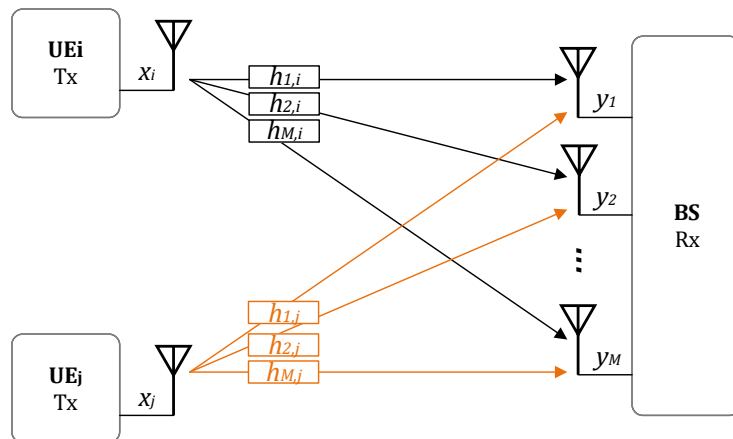 UEi
Tx
xi
h1,i
h2,i
hM,i
y1
y2
BS
Rx
...
h1,j
h2,j
hM,j
UEj
Tx
xj
yM